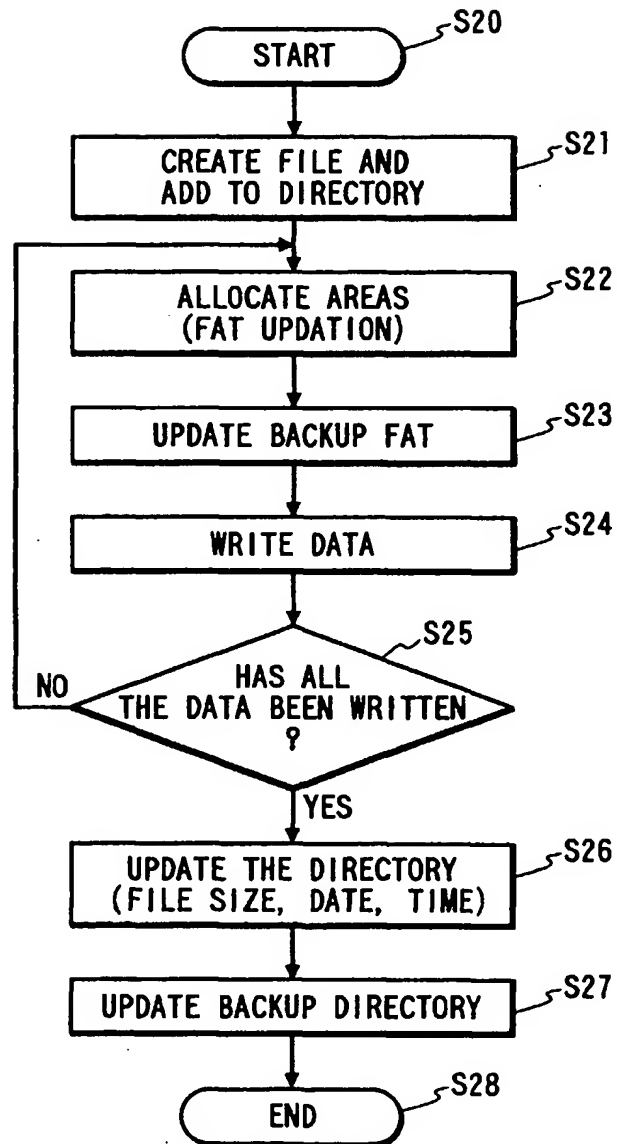 S20
START
S21
CREATE FILE AND
ADD TO DIRECTORY
S22
ALLOCATE AREAS
(FAT UPDATION)
S23
UPDATE BACKUP FAT
S24
WRITE DATA
S25
HAS ALL
THE DATA BEEN WRITTEN
?
NO
YES
S26
UPDATE THE DIRECTORY
(FILE SIZE, DATE, TIME)
S27
UPDATE BACKUP DIRECTORY
S28
END